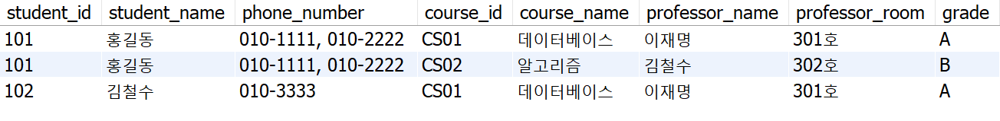 student_id student_name phone_number course_id course_name professor_name professor_room grade
101 홍길동 010-1111, 010-2222 CS01 데이터베이스 이재명 301호 A
101 홍길동 010-1111, 010-2222 CS02 알고리즘 김철수 302호 B
102 김철수 010-3333 CS01 데이터베이스 이재명 301호 A